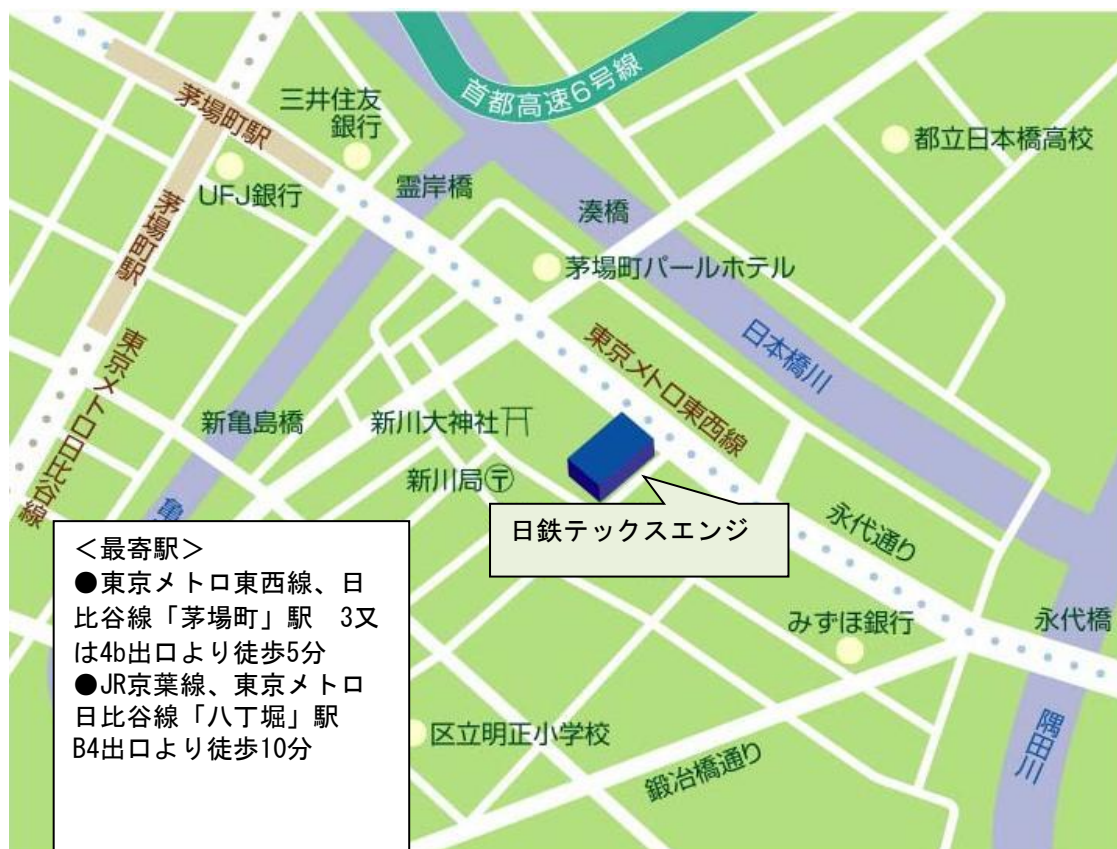 首都高速6号線
茅場町駅
三井住友
銀行
都立日本橋高校
UFJ銀行
霊岸橋
湊橋
茅場町駅
茅場町パールホテル
東京メトロ日比谷線
東京メトロ東西線
日本橋川
新亀島橋
新川大神社
新川局〒
日鉄テックスエンジ
永代通り
亀
みずほ銀行
永代橋
<最寄駅>
●東京メトロ東西線、日
比谷線「茅場町」駅 3又
は4b出口より徒歩5分
●JR京葉線、東京メトロ
日比谷線「八丁堀」駅
B4出口より徒歩10分
区立明正小学校
鍛冶橋通り
隅田川